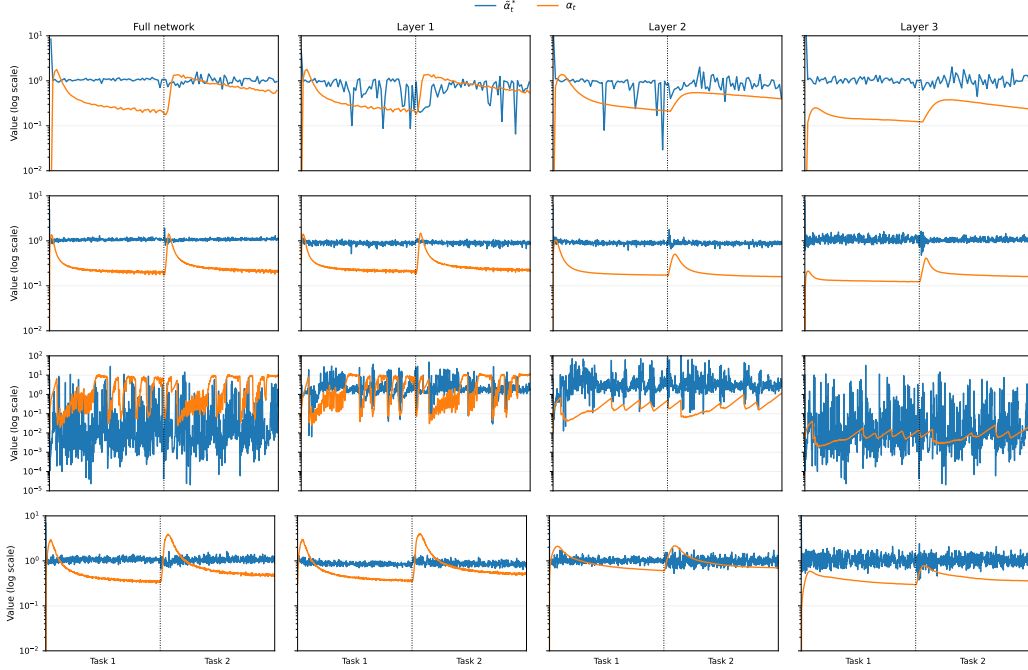 α̃*ₜ αₜ
Full network Layer 1 Layer 2 Layer 3
Value (log scale)
10¹
10⁰
10⁻¹
10⁻²
Value (log scale)
10¹
10⁰
10⁻¹
10⁻²
Value (log scale)
10²
10¹
10⁰
10⁻¹
10⁻²
10⁻³
10⁻⁴
10⁻⁵
Value (log scale)
10¹
10⁰
10⁻¹
10⁻²
Task 1 Task 2 Task 1 Task 2 Task 1 Task 2 Task 1 Task 2